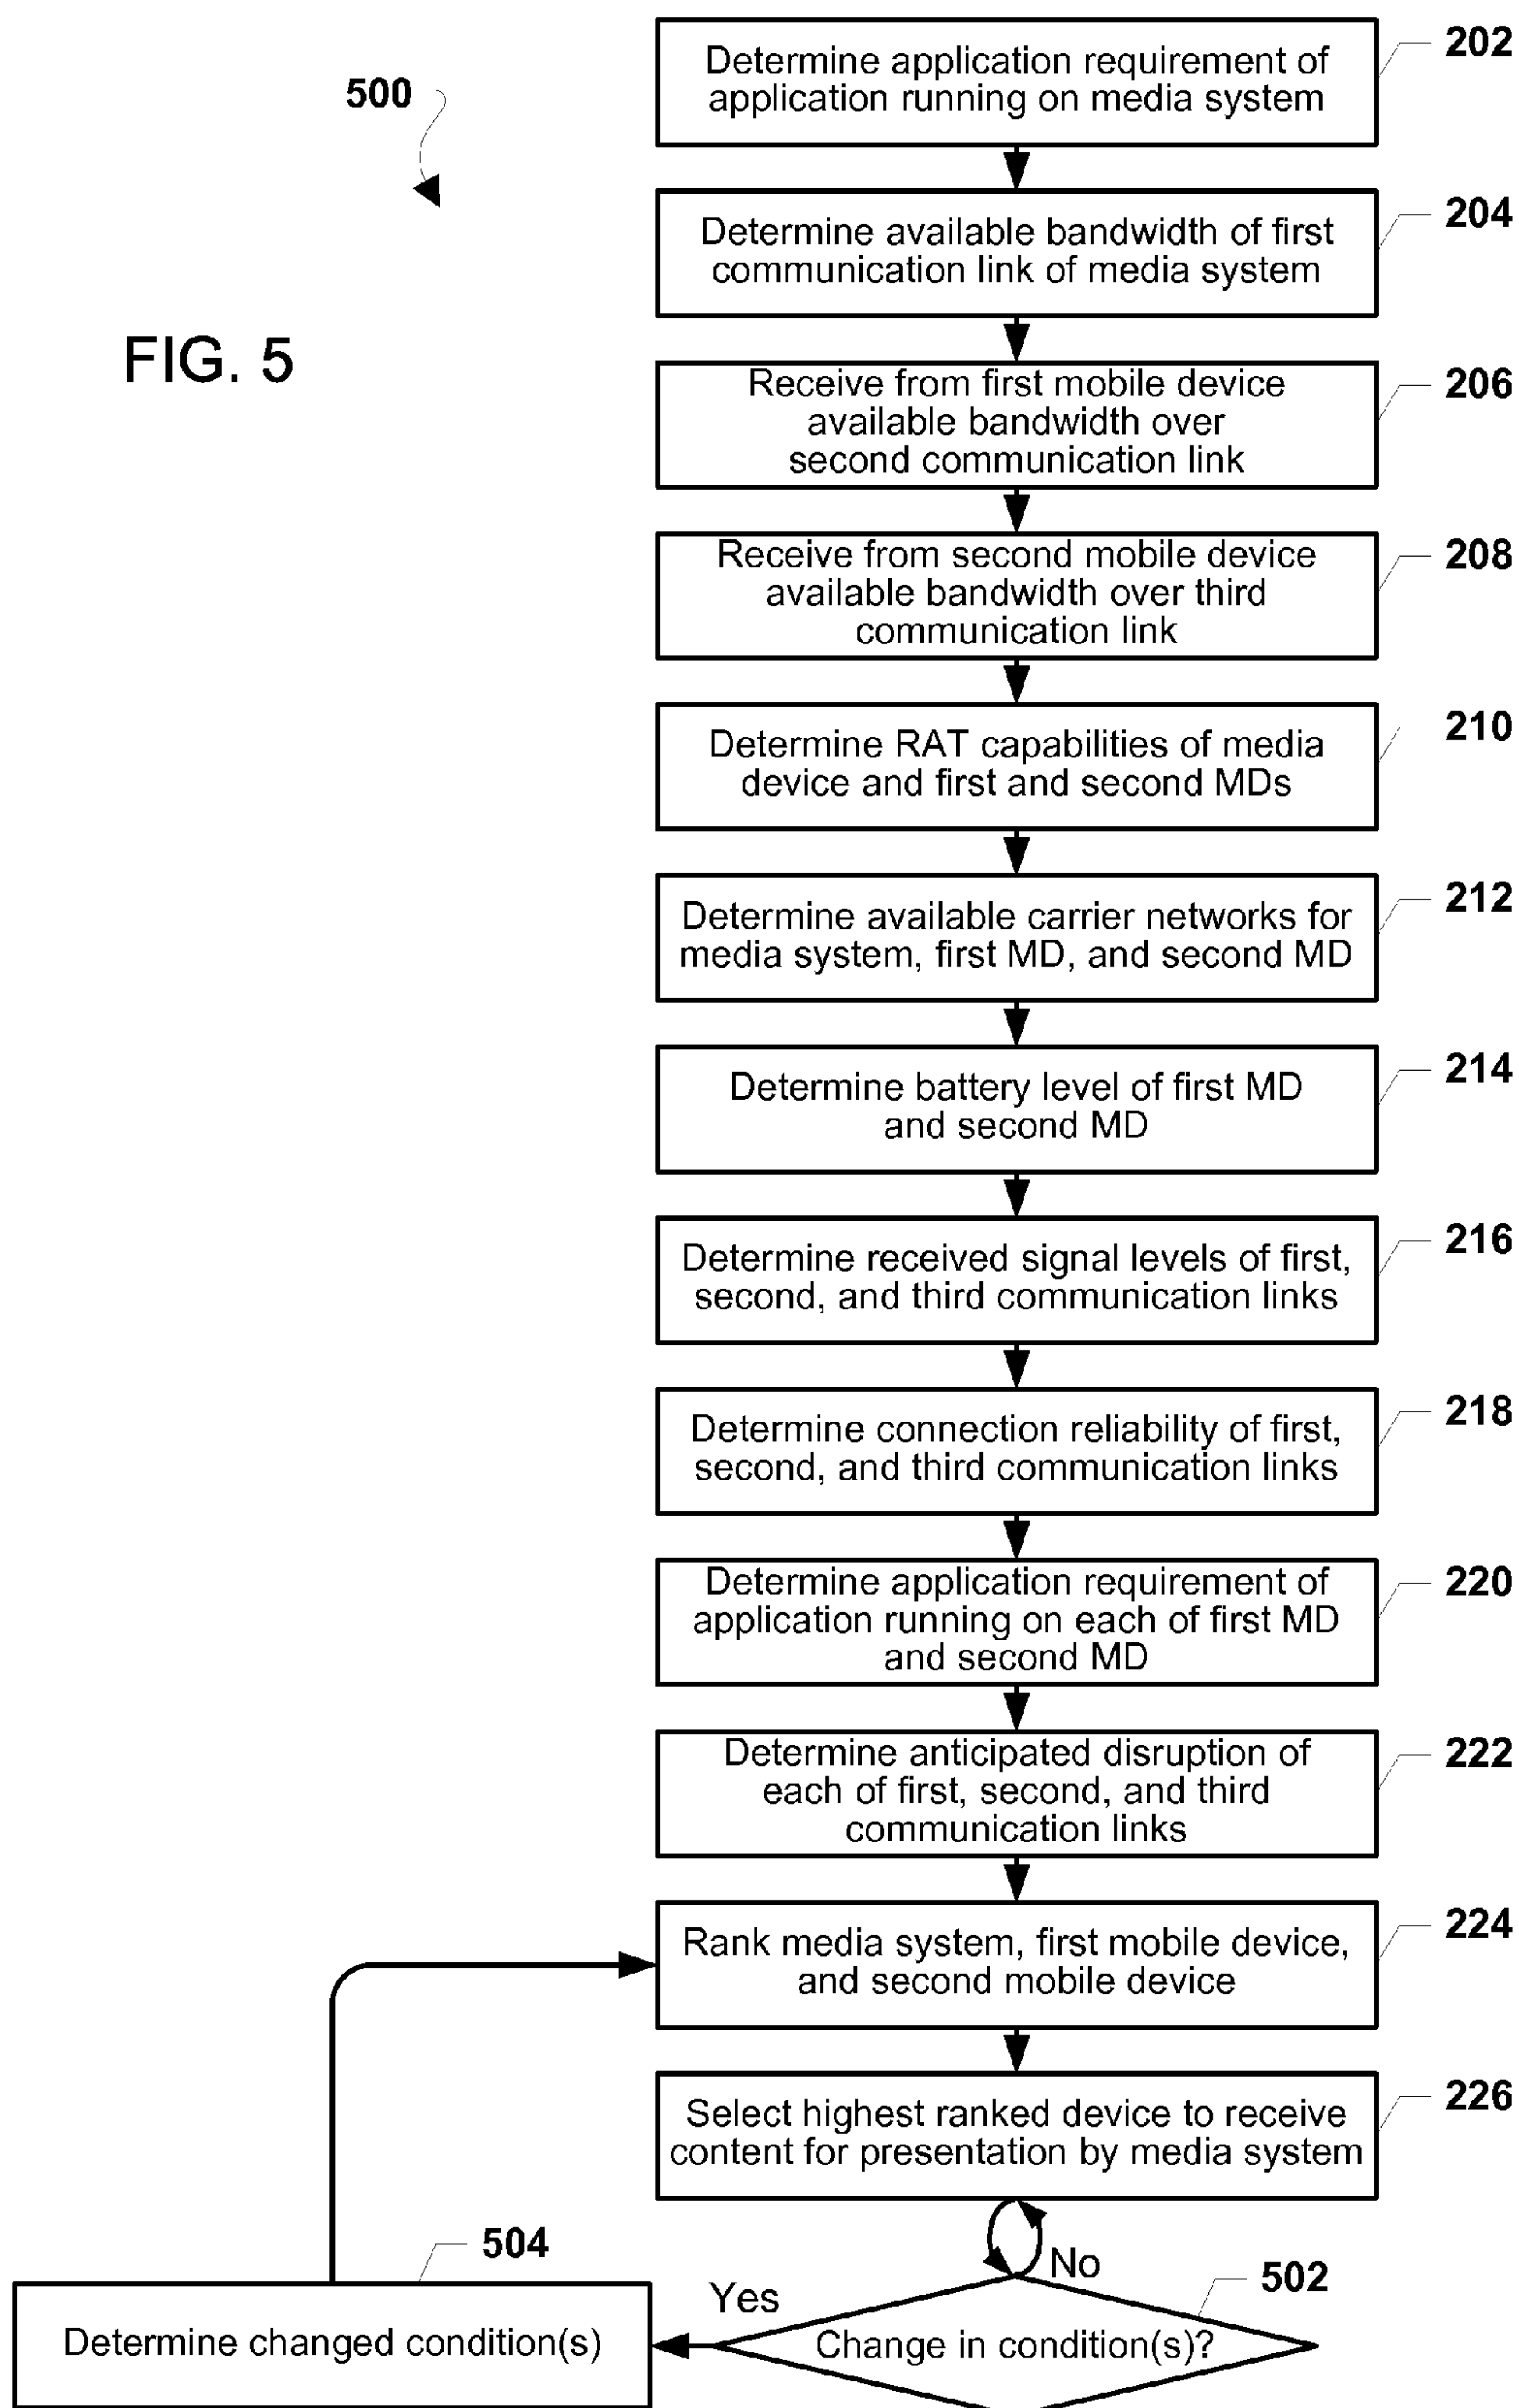 500
FIG. 5
Determine application requirement of
application running on media system
202
Determine available bandwidth of first
communication link of media system
204
Receive from first mobile device
available bandwidth over
second communication link
206
Receive from second mobile device
available bandwidth over third
communication link
208
Determine RAT capabilities of media
device and first and second MDs
210
Determine available carrier networks for
media system, first MD, and second MD
212
Determine battery level of first MD
and second MD
214
Determine received signal levels of first,
second, and third communication links
216
Determine connection reliability of first,
second, and third communication links
218
Determine application requirement of
application running on each of first MD
and second MD
220
Determine anticipated disruption of
each of first, second, and third
communication links
222
Rank media system, first mobile device,
and second mobile device
224
Select highest ranked device to receive
content for presentation by media system
226
No
502
Change in condition(s)?
Yes
504
Determine changed condition(s)